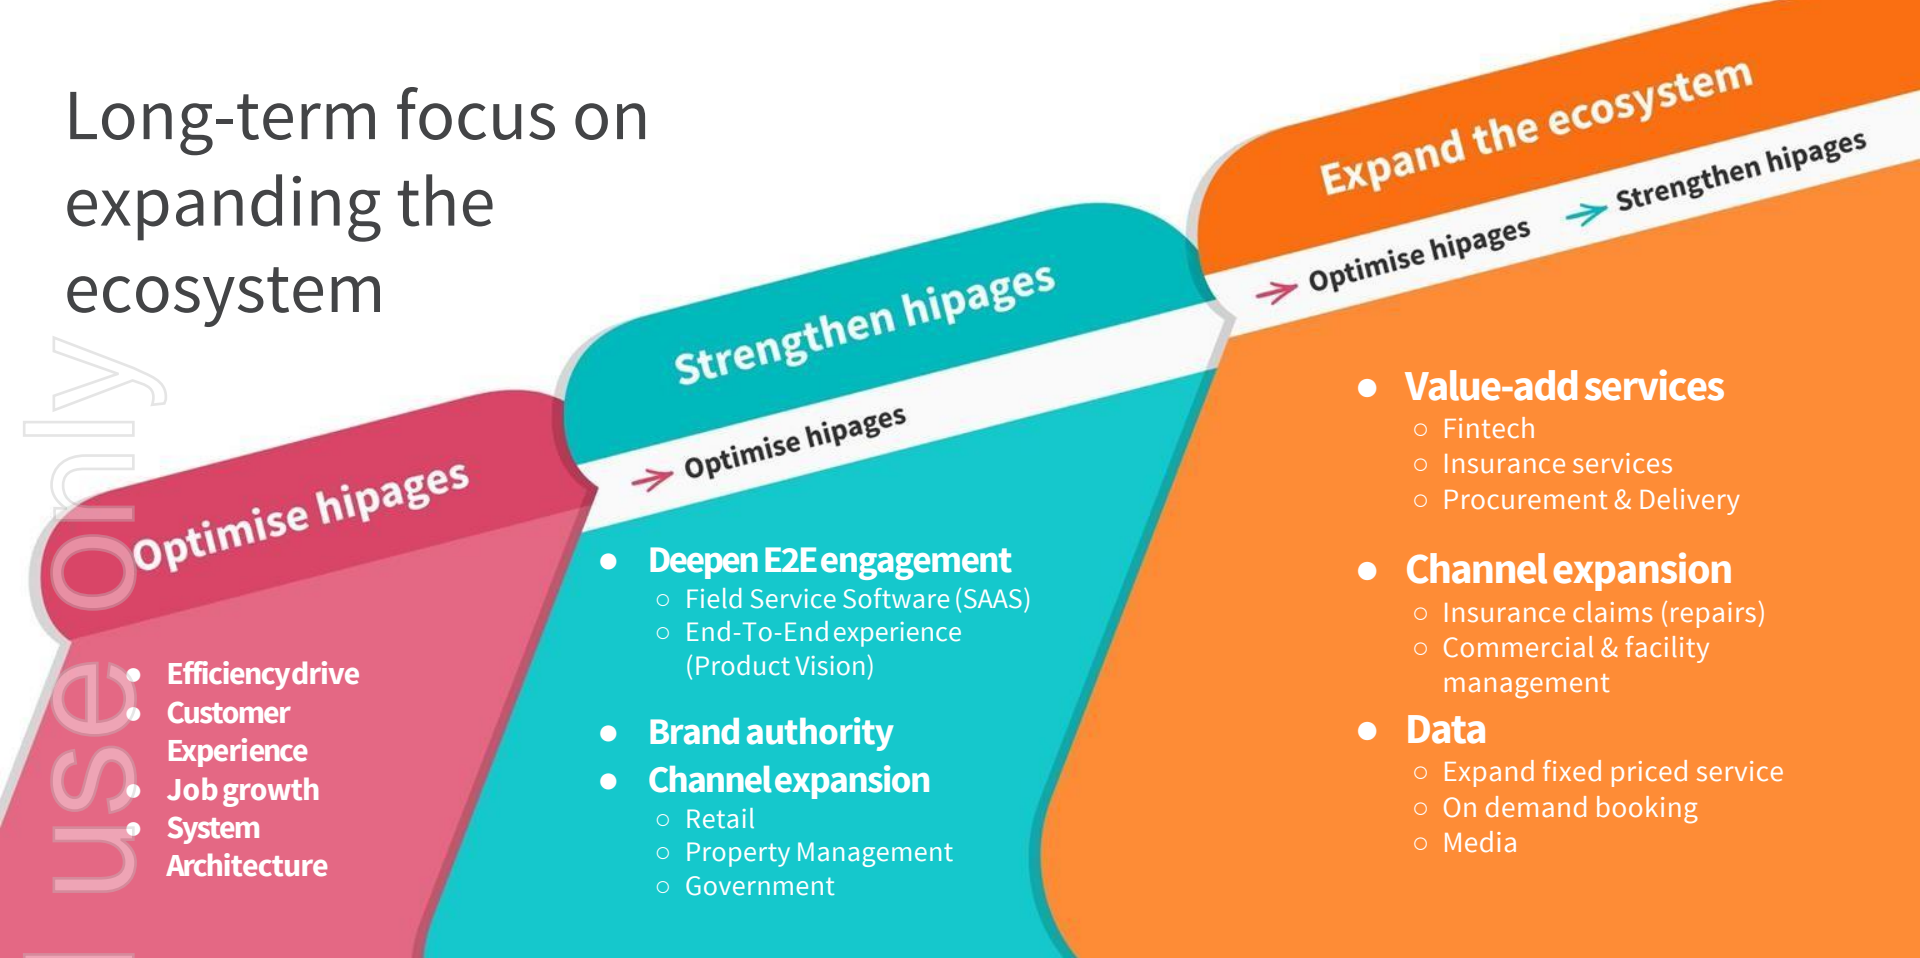 Long-term focus on
expanding the
ecosystem
Optimise hipages
● Efficiency drive
● Customer
Experience
● Job growth
● System
Architecture
Strengthen hipages
Optimise hipages
● Deepen E2E engagement
○ Field Service Software (SAAS)
○ End-To-End experience
(Product Vision)
● Brand authority
● Channel expansion
○ Retail
○ Property Management
○ Government
Expand the ecosystem
Optimise hipages
Strengthen hipages
● Value-add services
○ Fintech
○ Insurance services
○ Procurement & Delivery
● Channel expansion
○ Insurance claims (repairs)
○ Commercial & facility
management
● Data
○ Expand fixed priced service
○ On demand booking
○ Media
use only